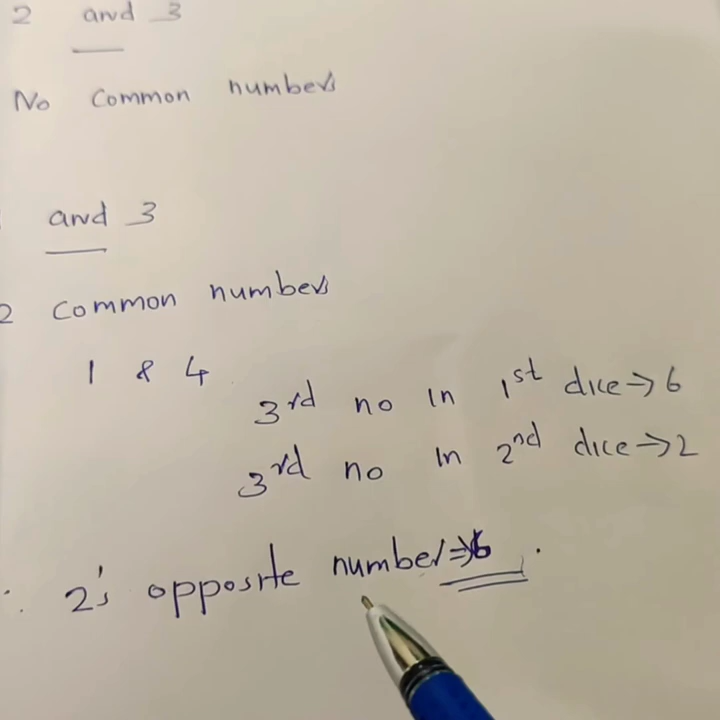 2 and 3
No common numbers
and 3
2 common numbers
1 & 4
3rd no in 1st dice → 6
3rd no in 2nd dice → 2
∴ 2's opposite number ⇒ 6.